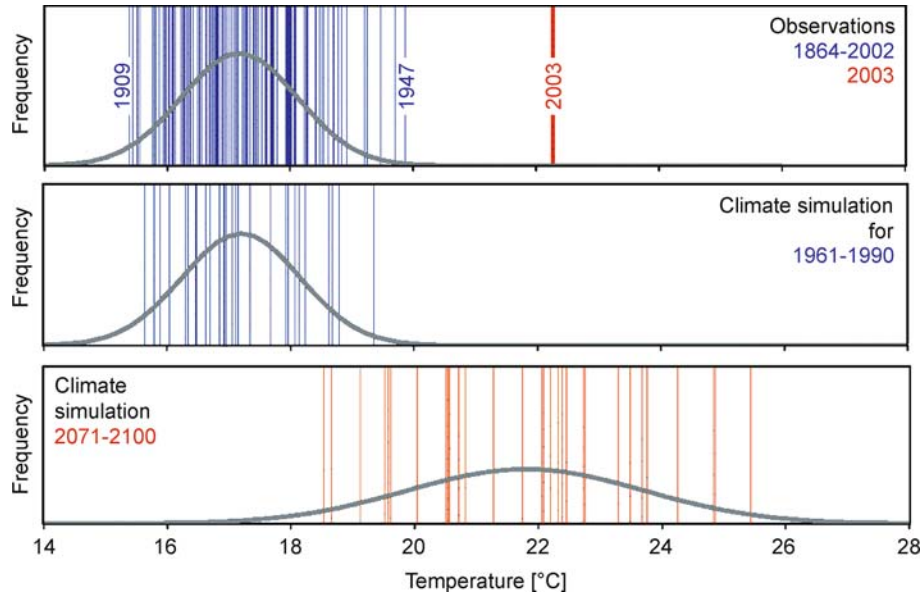 Frequency
1909
1947
2003
Observations
1864-2002
2003
Frequency
Climate simulation
for
1961-1990
Frequency
Climate
simulation
2071-2100
14 16 18 20 22 24 26 28
Temperature [°C]